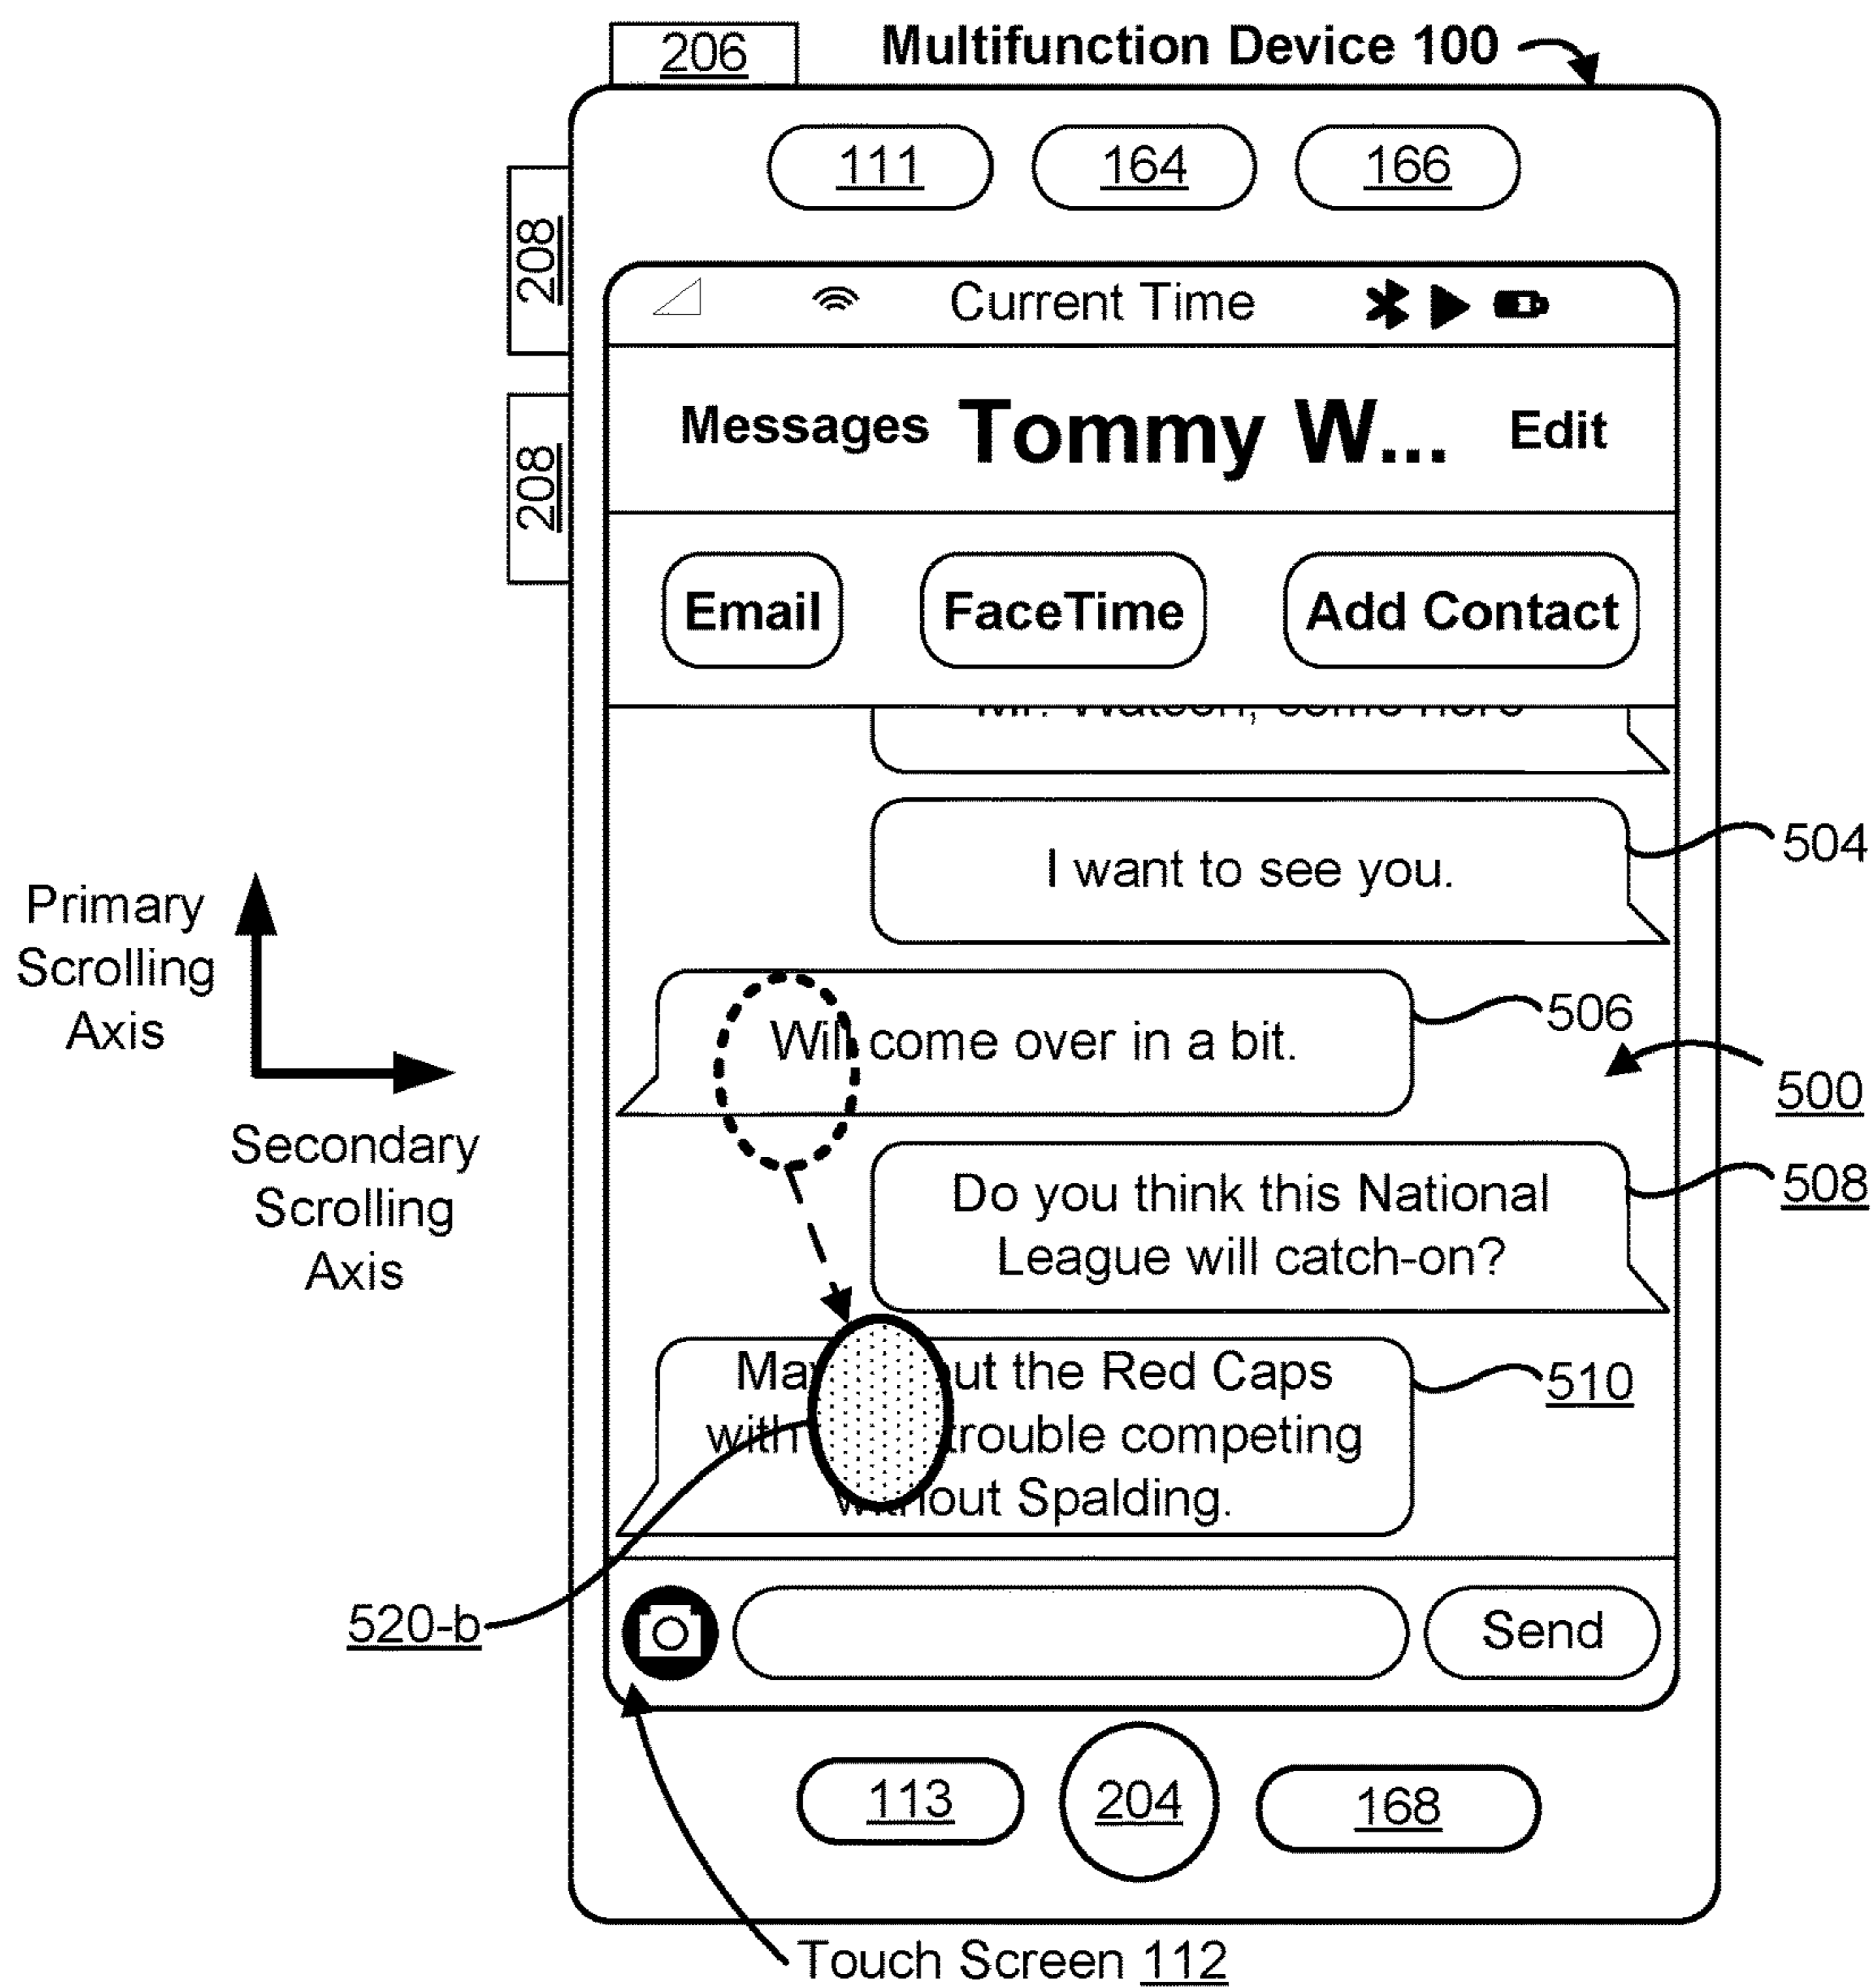 206
Multifunction Device 100
111
164
166
208
208
Current Time
Messages
Tommy W...
Edit
Email
FaceTime
Add Contact
I want to see you.
504
Primary
Scrolling
Axis
Secondary
Scrolling
Axis
Will come over in a bit.
506
500
Do you think this National
League will catch-on?
508
ut the Red Caps
with trouble competing
out Spalding.
510
520-b
Send
113
204
168
Touch Screen 112